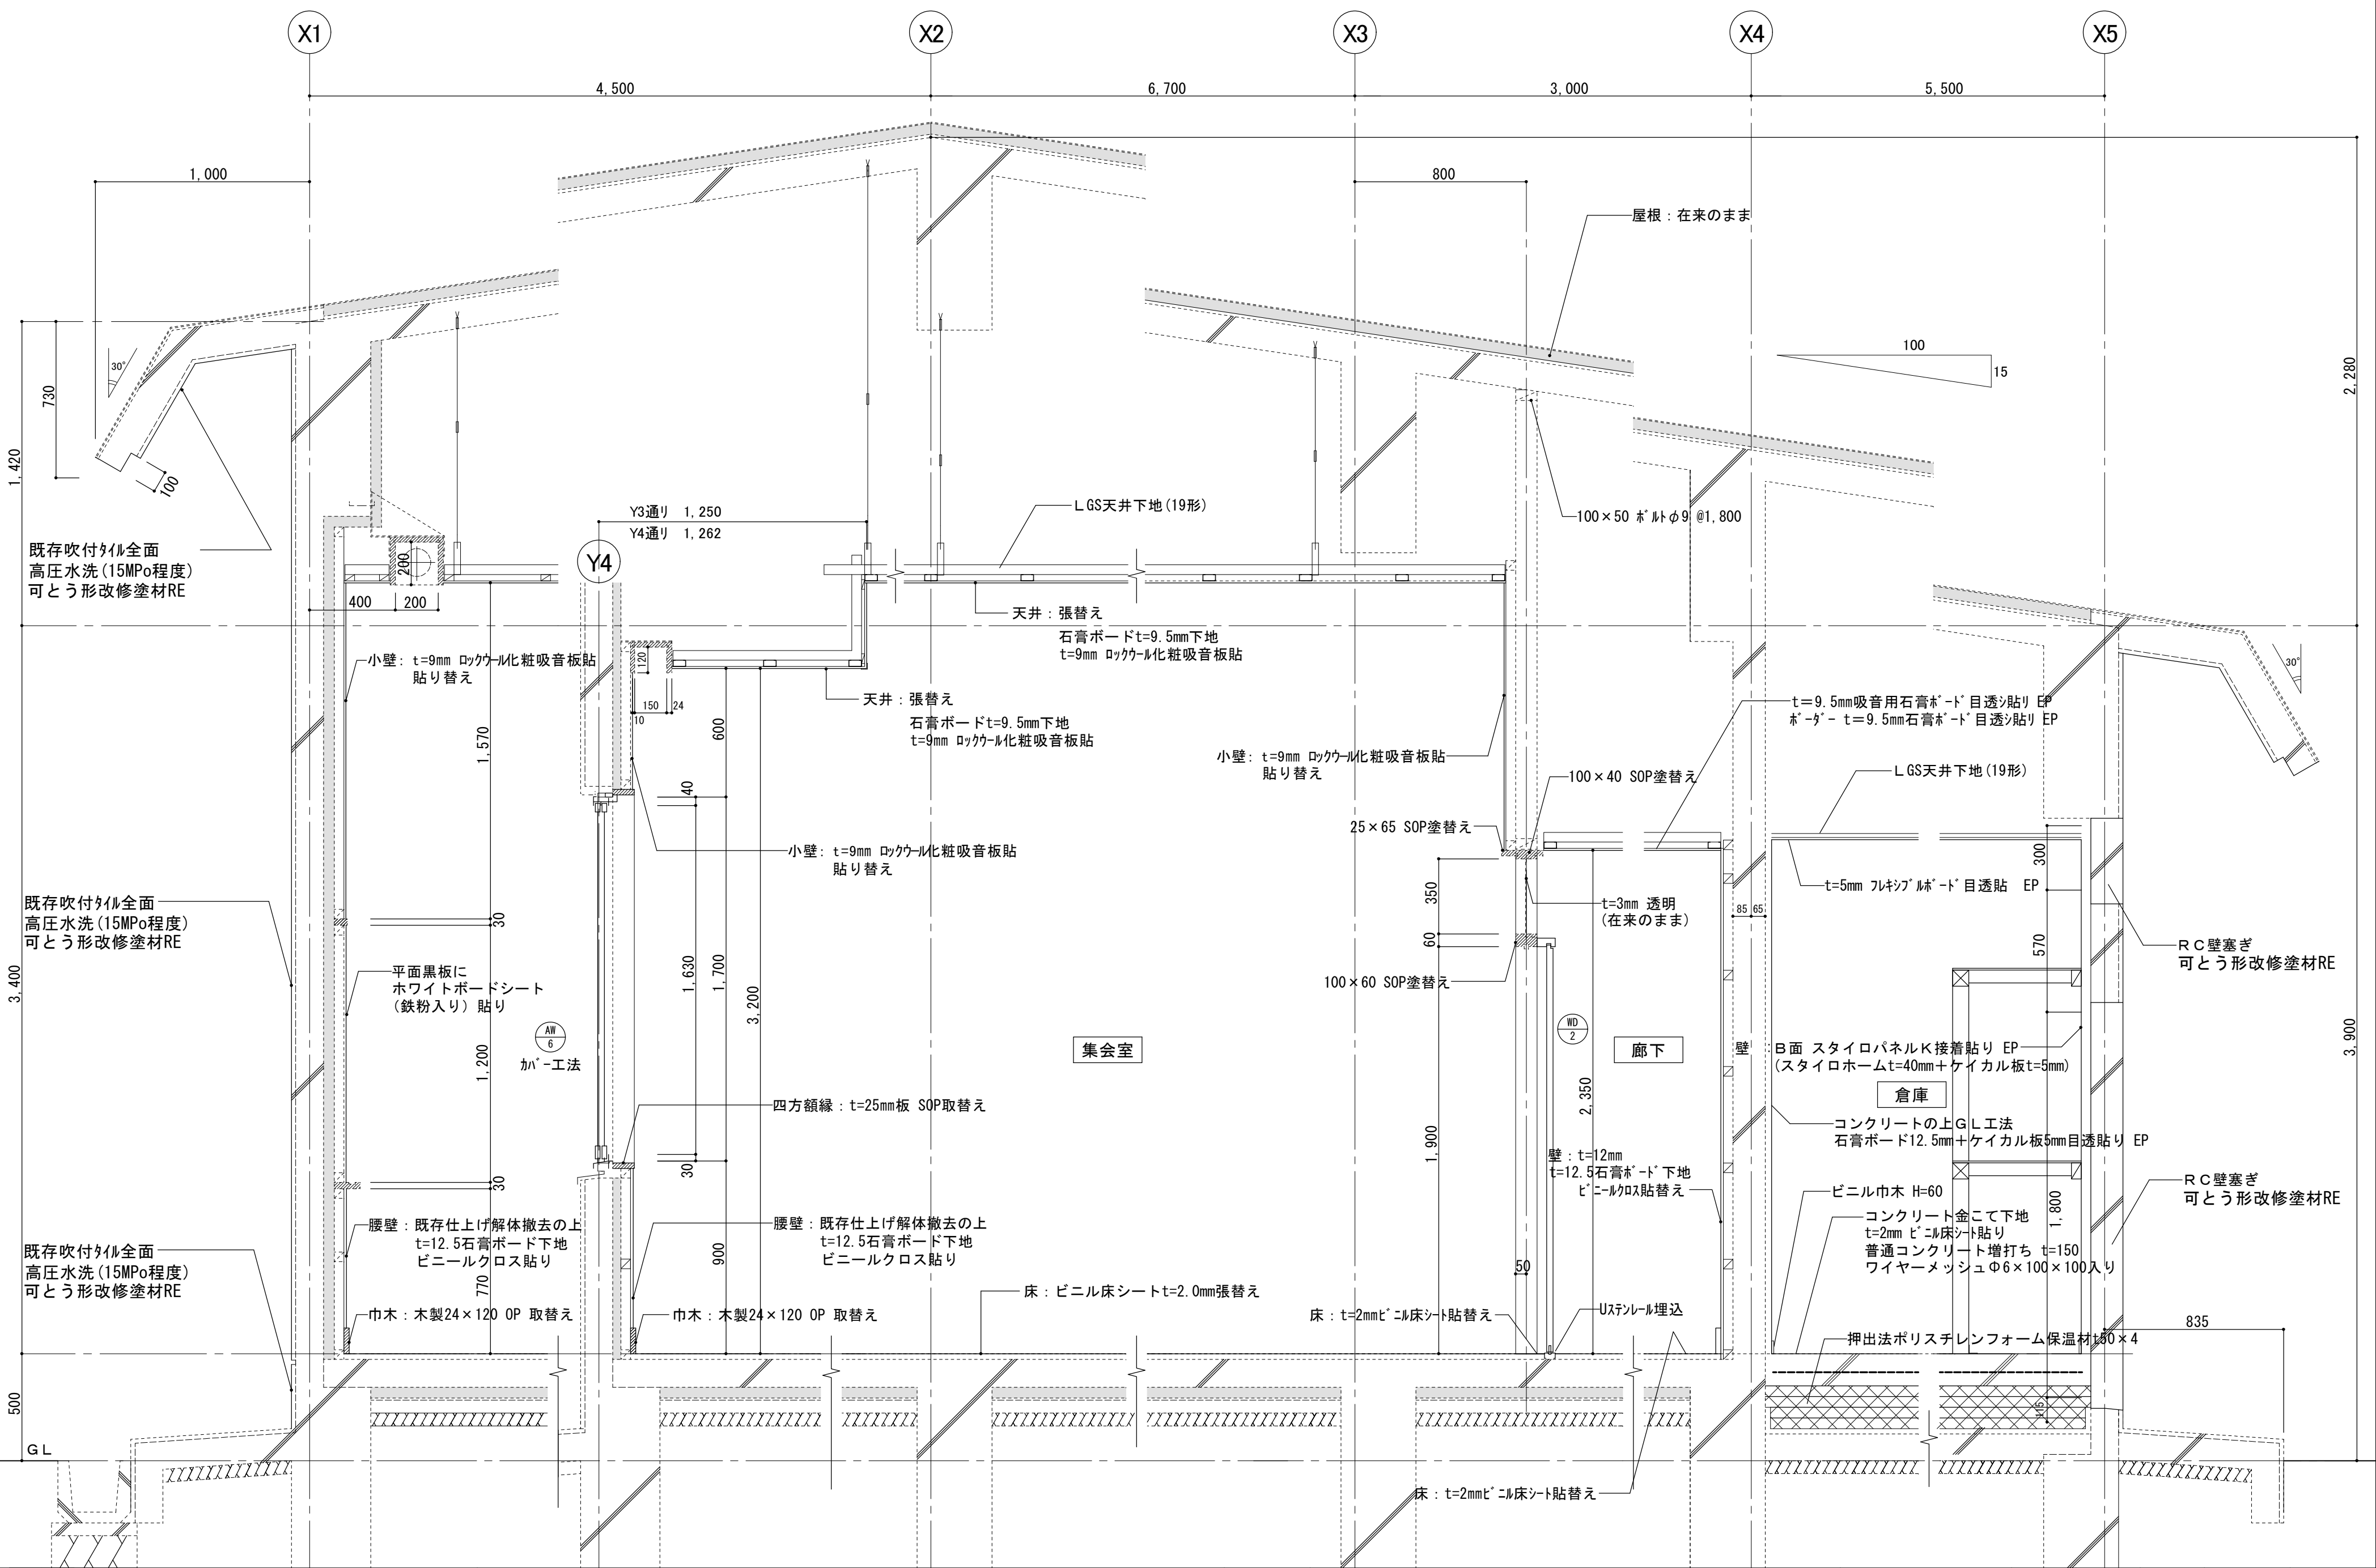 X1
X2
X3
X4
X5
4,500
6,700
3,000
5,500
1,000
800
屋根：在来のまま
100
15
30°
730
1,420
2,280
100
Y3通り 1,250
Y4通り 1,262
ＬGS天井下地(19形)
100×50 ﾎﾞﾙﾄφ9 @1,800
既存吹付ﾀｲﾙ全面
高圧水洗(15MPo程度)
可とう形改修塗材RE
Y4
200
400
200
天井：張替え
石膏ボードt=9.5mm下地
t=9mm ﾛｯｸｳｰﾙ化粧吸音板貼
小壁: t=9mm ﾛｯｸｳｰﾙ化粧吸音板貼
貼り替え
120
150
24
10
天井：張替え
石膏ボードt=9.5mm下地
t=9mm ﾛｯｸｳｰﾙ化粧吸音板貼
30°
t＝9.5mm吸音用石膏ﾎﾞｰﾄﾞ目透ｼ貼り EP
ﾎﾞｰﾀﾞｰ t＝9.5mm石膏ﾎﾞｰﾄﾞ目透ｼ貼り EP
1,570
600
小壁: t=9mm ﾛｯｸｳｰﾙ化粧吸音板貼
貼り替え
100×40 SOP塗替え
ＬGS天井下地(19形)
40
25×65 SOP塗替え
小壁: t=9mm ﾛｯｸｳｰﾙ化粧吸音板貼
貼り替え
300
t=5mm ﾌﾚｷｼﾌﾞﾙﾎﾞｰﾄﾞ目透貼 EP
350
t=3mm 透明
(在来のまま)
85
65
既存吹付ﾀｲﾙ全面
高圧水洗(15MPo程度)
可とう形改修塗材RE
30
60
570
ＲＣ壁塞ぎ
可とう形改修塗材RE
3,400
平面黒板に
ホワイトボードシート
(鉄粉入り) 貼り
1,630
1,700
3,200
100×60 SOP塗替え
AW
6
ｶﾊﾞｰ工法
1,200
集会室
WD
2
廊下
壁：B面 スタイロパネルＫ接着貼り EP
(スタイロホームt=40mm＋ケイカル板t=5mm)
倉庫
3,900
四方額縁：t=25mm板 SOP取替え
2,350
コンクリートの上ＧＬ工法
石膏ボード12.5mm＋ケイカル板5mm目透貼り EP
1,900
壁：t=12mm
t=12.5石膏ﾎﾞｰﾄﾞ下地
ﾋﾞﾆｰﾙｸﾛｽ貼替え
30
30
ビニル巾木 H=60
ＲＣ壁塞ぎ
可とう形改修塗材RE
腰壁：既存仕上げ解体撤去の上
t=12.5石膏ボード下地
ビニールクロス貼り
腰壁：既存仕上げ解体撤去の上
t=12.5石膏ボード下地
ビニールクロス貼り
コンクリート金こて下地
t=2mm ﾋﾞﾆﾙ床ｼｰﾄ貼り
普通コンクリート増打ち t=150
ワイヤーメッシュΦ6×100×100入り
1,800
既存吹付ﾀｲﾙ全面
高圧水洗(15MPo程度)
可とう形改修塗材RE
770
900
50
床：ビニル床シートt=2.0mm張替え
巾木：木製24×120 OP 取替え
巾木：木製24×120 OP 取替え
床：t=2mmﾋﾞﾆﾙ床ｼｰﾄ貼替え
Uｽﾃﾝﾚｰﾙ埋込
835
押出法ポリスチレンフォーム保温材t50×4
500
115
GL
床：t=2mmﾋﾞﾆﾙ床ｼｰﾄ貼替え